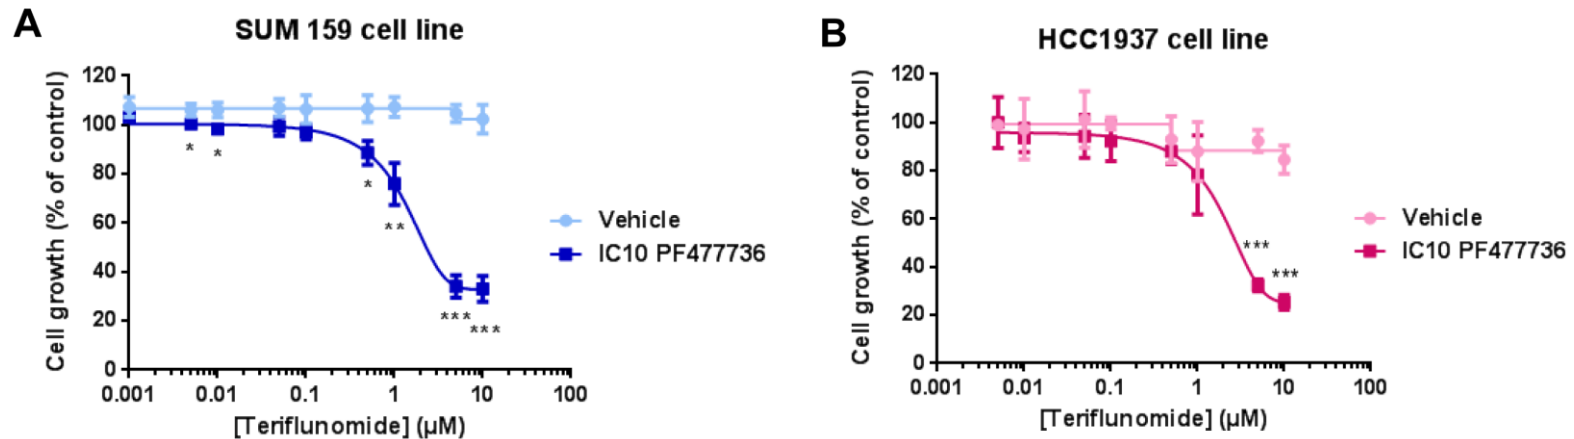 A
SUM 159 cell line
Cell growth (% of control)
120
100
80
60
40
20
0
0.001 0.01 0.1 1 10 100
[Teriflunomide] (µM)
* * * ** *** ***
Vehicle
IC10 PF477736
B
HCC1937 cell line
Cell growth (% of control)
120
100
80
60
40
20
0
0.001 0.01 0.1 1 10 100
[Teriflunomide] (µM)
***
***
Vehicle
IC10 PF477736